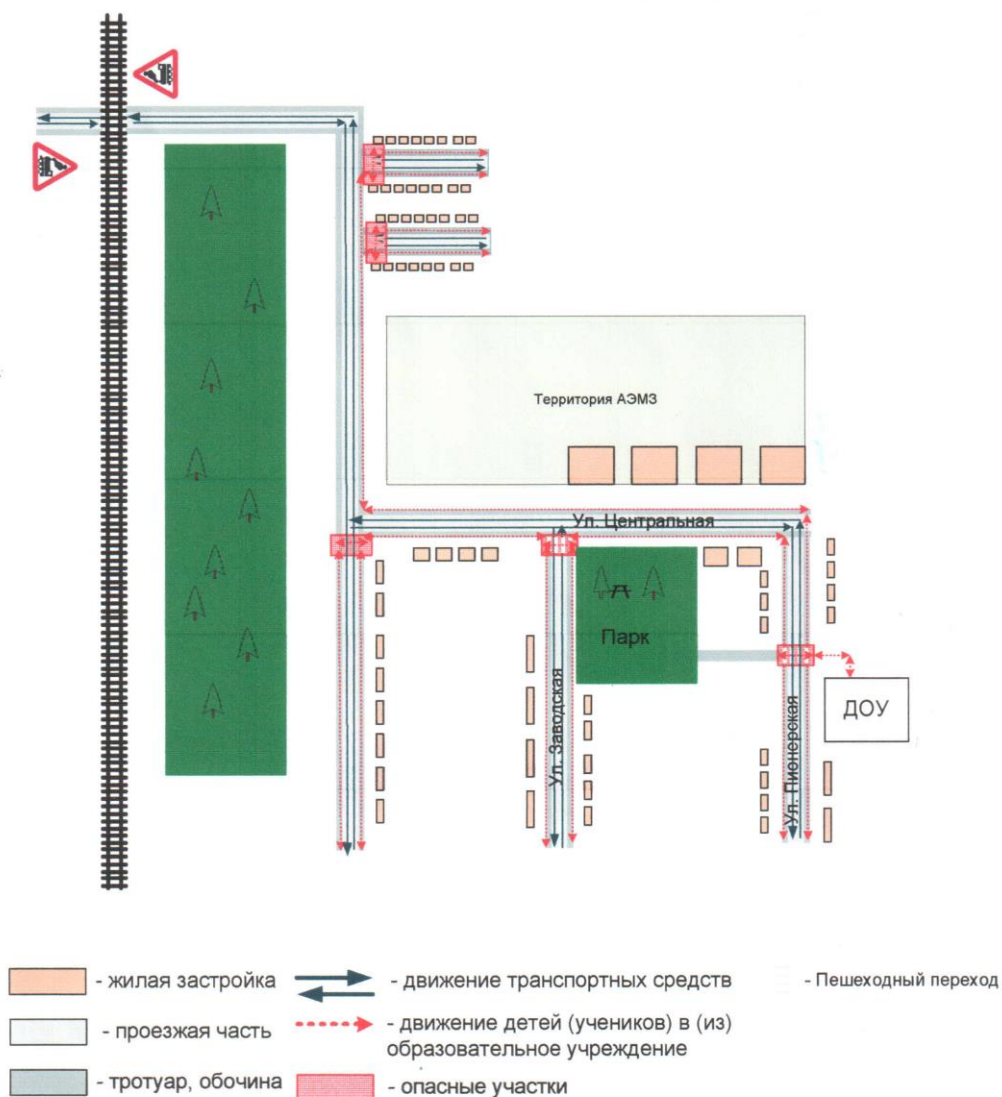 Территория АЭМЗ
Ул. Центральная
Парк
Ул. Заводская
Ул. Пионерская
ДОУ
- жилая застройка
- движение транспортных средств
- Пешеходный переход
- проезжая часть
- движение детей (учеников) в (из)
образовательное учреждение
- тротуар, обочина
- опасные участки